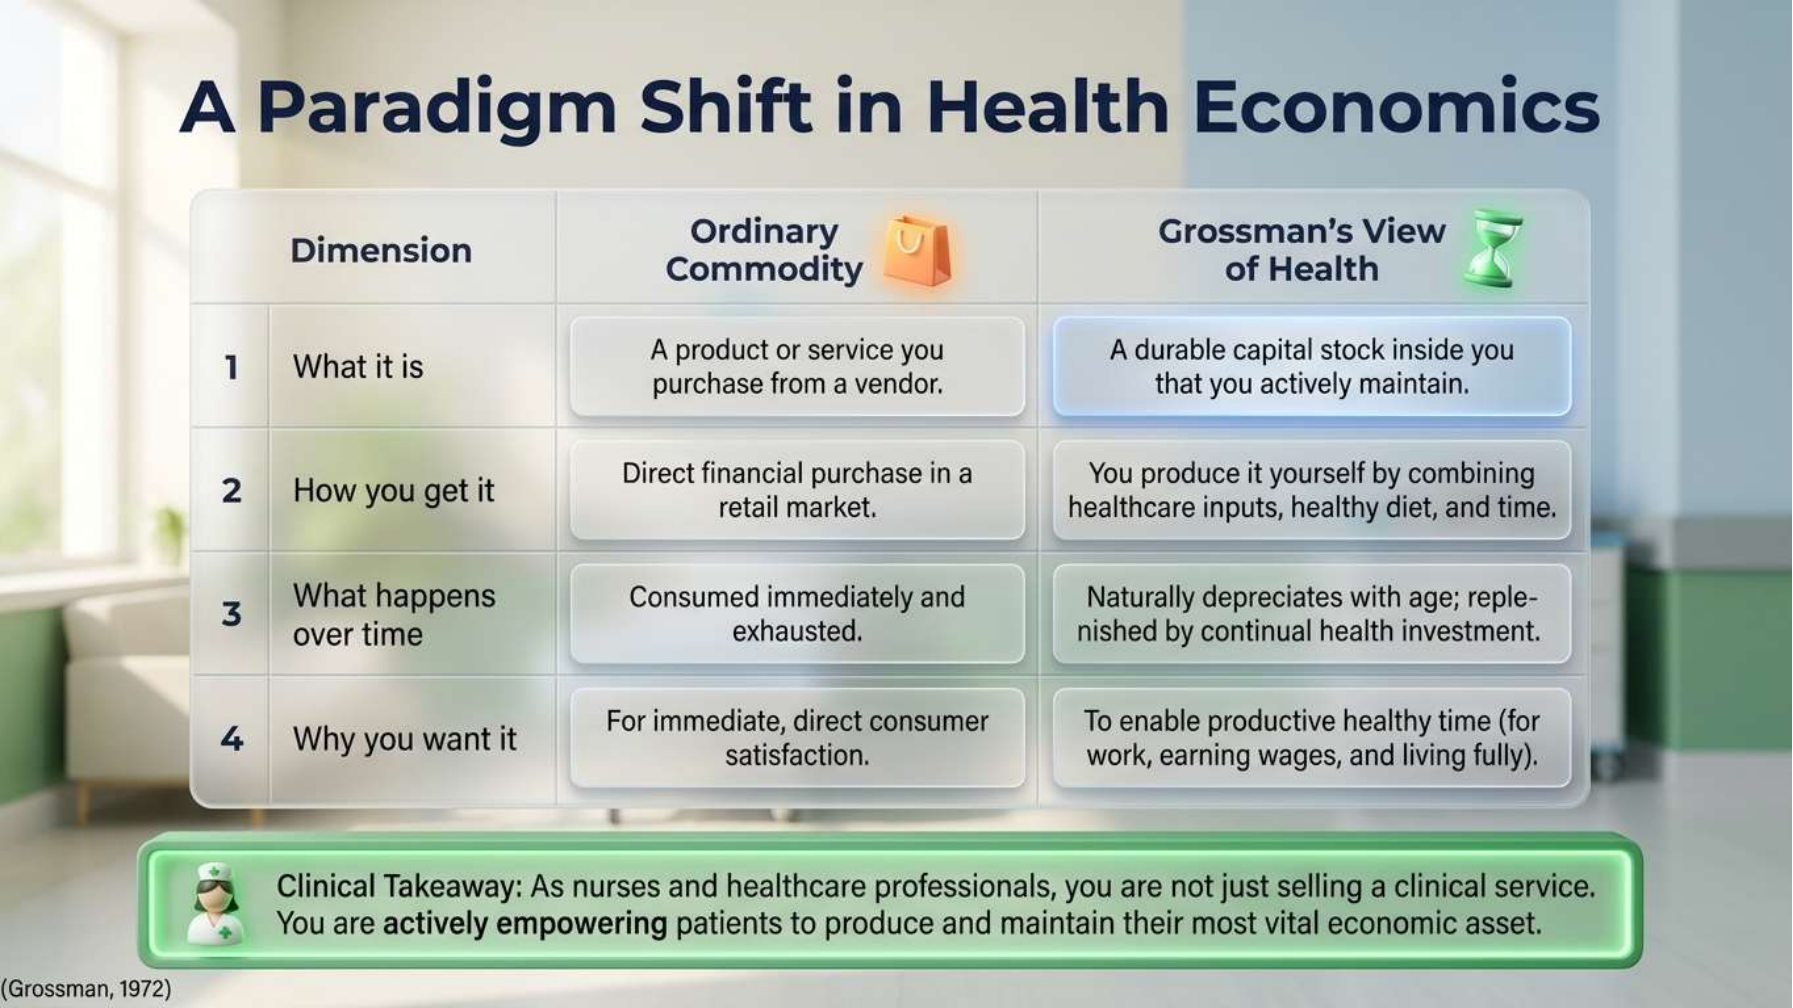 A Paradigm Shift in Health Economics
Dimension
Ordinary
Commodity
Grossman's View
of Health
1
What it is
A product or service you
purchase from a vendor.
A durable capital stock inside you
that you actively maintain.
2
How you get it
Direct financial purchase in a
retail market.
You produce it yourself by combining
healthcare inputs, healthy diet, and time.
3
What happens
over time
Consumed immediately and
exhausted.
Naturally depreciates with age; reple-
nished by continual health investment.
4
Why you want it
For immediate, direct consumer
satisfaction.
To enable productive healthy time (for
work, earning wages, and living fully).
Clinical Takeaway: As nurses and healthcare professionals, you are not just selling a clinical service.
You are actively empowering patients to produce and maintain their most vital economic asset.
(Grossman, 1972)